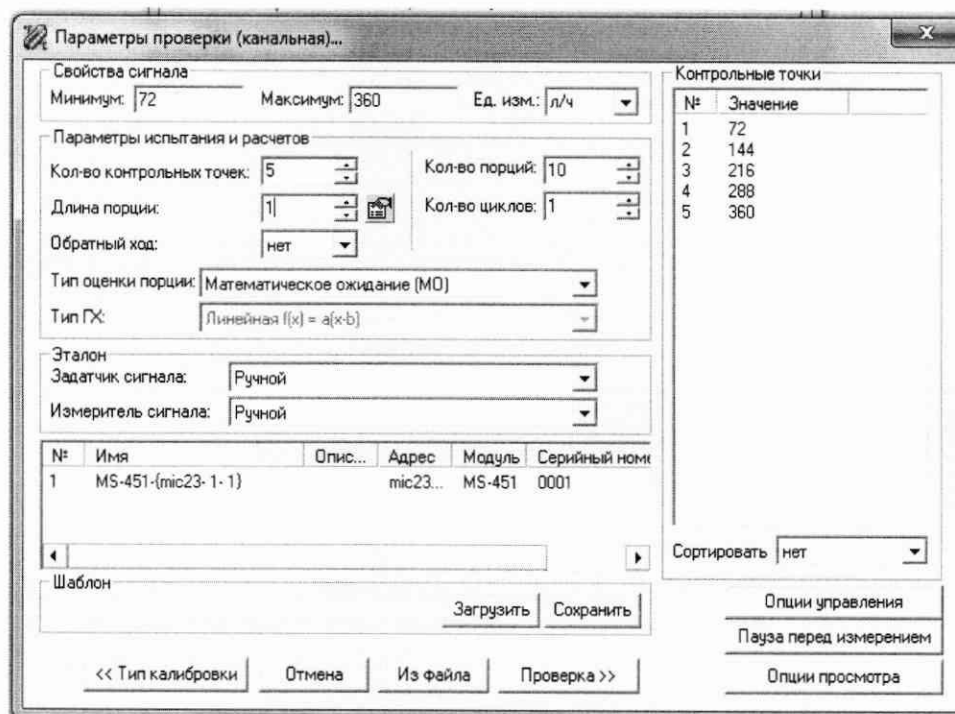 Параметры проверки (канальная)...
Свойства сигнала
Минимум: 72 Максимум: 360 Ед. изм.: л/ч
Параметры испытания и расчетов
Кол-во контрольных точек: 5 Кол-во порций: 10
Длина порции: 1 Кол-во циклов: 1
Обратный ход: нет
Тип оценки порции: Математическое ожидание (МО)
Тип ГХ: Линейная f(x) = a(x-b)
Эталон
Задатчик сигнала: Ручной
Измеритель сигнала: Ручной
№ Имя Опис... Адрес Модуль Серийный номе
1 MS-451-{mic23- 1- 1} mic23... MS-451 0001
Шаблон
Загрузить Сохранить
<< Тип калибровки Отмена Из файла Проверка >>
Контрольные точки
№ Значение
1 72
2 144
3 216
4 288
5 360
Сортировать нет
Опции управления
Пауза перед измерением
Опции просмотра